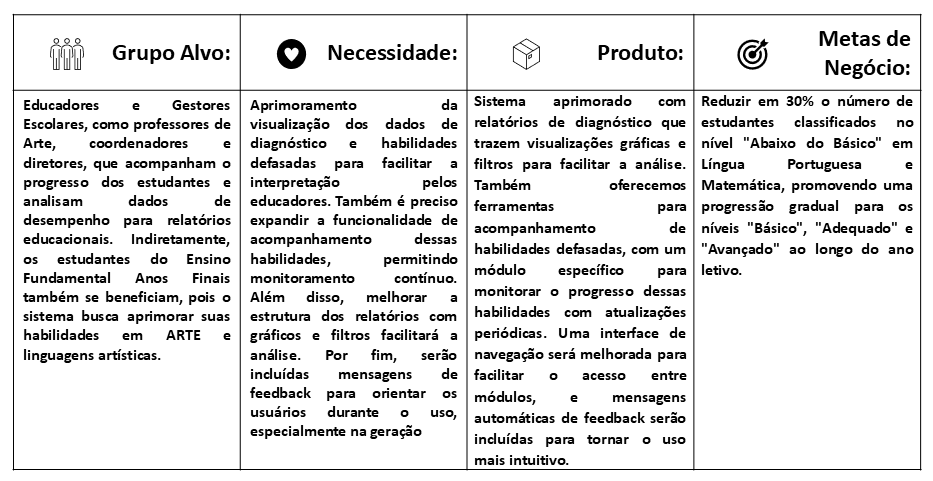 Grupo Alvo:
Educadores e Gestores
Escolares, como professores de
Arte, coordenadores e
diretores, que acompanham o
progresso dos estudantes e
analisam dados de
desempenho para relatórios
educacionais. Indiretamente,
os estudantes do Ensino
Fundamental Anos Finais
também se beneficiam, pois o
sistema busca aprimorar suas
habilidades em ARTE e
linguagens artísticas.
Necessidade:
Aprimoramento da
visualização dos dados de
diagnóstico e habilidades
defasadas para facilitar a
interpretação pelos
educadores. Também é preciso
expandir a funcionalidade de
acompanhamento dessas
habilidades, permitindo
monitoramento contínuo.
Além disso, melhorar a
estrutura dos relatórios com
gráficos e filtros facilitará a
análise. Por fim, serão
incluídas mensagens de
feedback para orientar os
usuários durante o uso,
especialmente na geração
Produto:
Sistema aprimorado com
relatórios de diagnóstico que
trazem visualizações gráficas e
filtros para facilitar a análise.
Também oferecemos
ferramentas para
acompanhamento de
habilidades defasadas, com um
módulo específico para
monitorar o progresso dessas
habilidades com atualizações
periódicas. Uma interface de
navegação será melhorada para
facilitar o acesso entre
módulos, e mensagens
automáticas de feedback serão
incluídas para tornar o uso
mais intuitivo.
Metas de
Negócio:
Reduzir em 30% o número de
estudantes classificados no
nível "Abaixo do Básico" em
Língua Portuguesa e
Matemática, promovendo uma
progressão gradual para os
níveis "Básico", "Adequado" e
"Avançado" ao longo do ano
letivo.